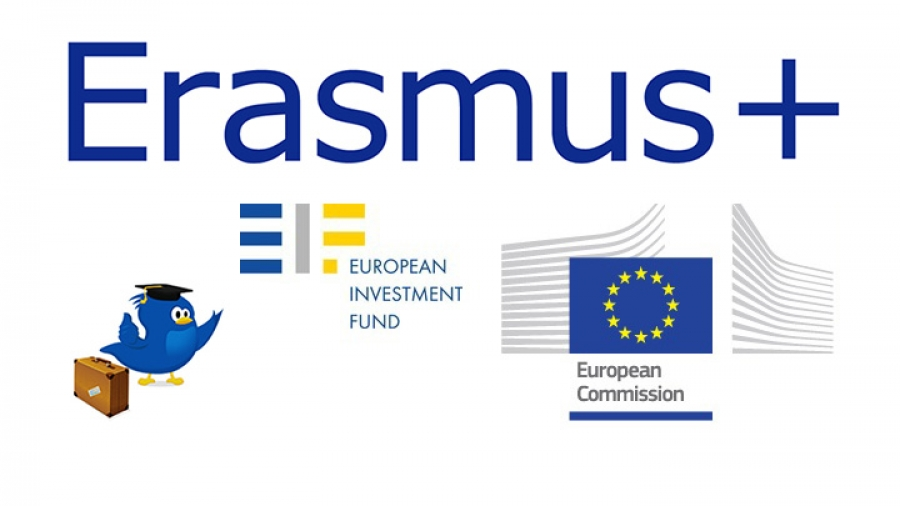 Erasmus+
EUROPEAN
INVESTMENT
FUND
European
Commission